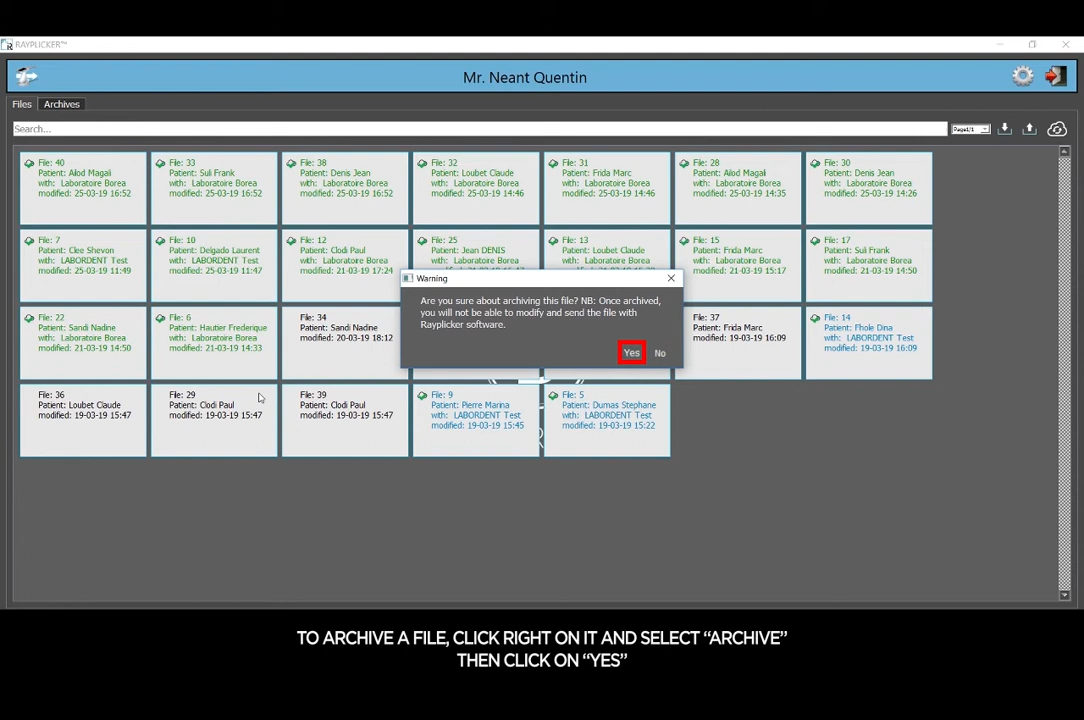 RAYPLICKER™
Mr. Neant Quentin
Files Archives
Search...
Page1/1
File: 40
Patient: Ailod Magali
with: Laboratoire Borea
modified: 25-03-19 16:52
File: 33
Patient: Suli Frank
with: Laboratoire Borea
modified: 25-03-19 16:52
File: 38
Patient: Denis Jean
with: Laboratoire Borea
modified: 25-03-19 16:52
File: 32
Patient: Loubet Claude
with: Laboratoire Borea
modified: 25-03-19 14:46
File: 31
Patient: Frida Marc
with: Laboratoire Borea
modified: 25-03-19 14:46
File: 28
Patient: Ailod Magali
with: Laboratoire Borea
modified: 25-03-19 14:35
File: 30
Patient: Denis Jean
with: Laboratoire Borea
modified: 25-03-19 14:26
File: 7
Patient: Clee Shevon
with: LABORDENT Test
modified: 25-03-19 11:49
File: 10
Patient: Delgado Laurent
with: LABORDENT Test
modified: 25-03-19 11:47
File: 12
Patient: Clodi Paul
with: Laboratoire Borea
modified: 21-03-19 17:24
File: 25
Patient: Jean DENIS
with: Laboratoire Borea
File: 13
Patient: Loubet Claude
with: Laboratoire Borea
File: 15
Patient: Frida Marc
with: Laboratoire Borea
modified: 21-03-19 15:17
File: 17
Patient: Suli Frank
with: Laboratoire Borea
modified: 21-03-19 14:50
Warning
Are you sure about archiving this file? NB: Once archived,
you will not be able to modify and send the file with
Rayplicker software.
Yes No
File: 22
Patient: Sandi Nadine
with: Laboratoire Borea
modified: 21-03-19 14:50
File: 6
Patient: Hautier Frederique
with: Laboratoire Borea
modified: 21-03-19 14:33
File: 34
Patient: Sandi Nadine
modified: 20-03-19 18:12
File: 37
Patient: Frida Marc
modified: 19-03-19 16:09
File: 14
Patient: Fhole Dna
with: LABORDENT Test
modified: 19-03-19 16:09
File: 36
Patient: Loubet Claude
modified: 19-03-19 15:47
File: 29
Patient: Clodi Paul
modified: 19-03-19 15:47
File: 39
Patient: Clodi Paul
modified: 19-03-19 15:47
File: 9
Patient: Pierre Marina
with: LABORDENT Test
modified: 19-03-19 15:45
File: 5
Patient: Dumas Stephane
with: LABORDENT Test
modified: 19-03-19 15:22
TO ARCHIVE A FILE, CLICK RIGHT ON IT AND SELECT “ARCHIVE”
THEN CLICK ON “YES”